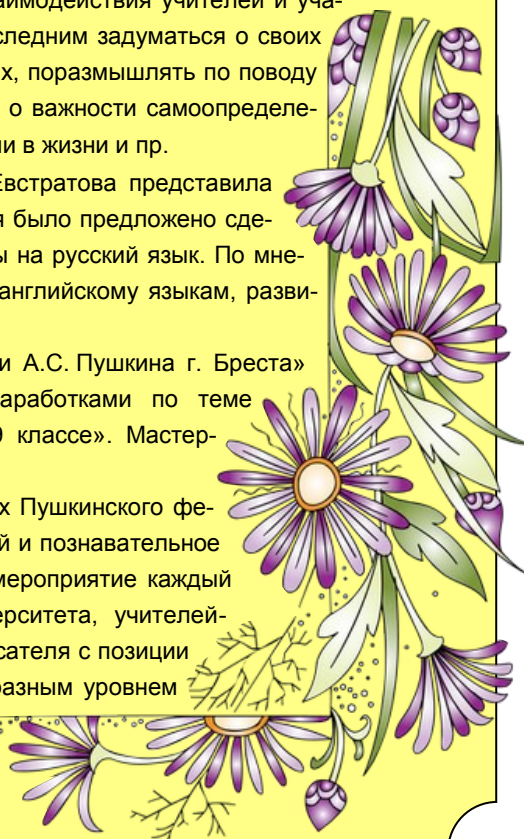 аимодействия учителей и уча-
следним задуматься о своих
х, поразмышлять по поводу
о важности самоопределе-
ии в жизни и пр.
Евстратова представила
я было предложено сде-
ы на русский язык. По мне-
английскому языкам, разви-
и А.С. Пушкина г. Бреста»
аработками по теме
9 классе». Мастер-
х Пушкинского фе-
й и познавательное
мероприятие каждый
ерситета, учителей-
сателя с позиции
разным уровнем